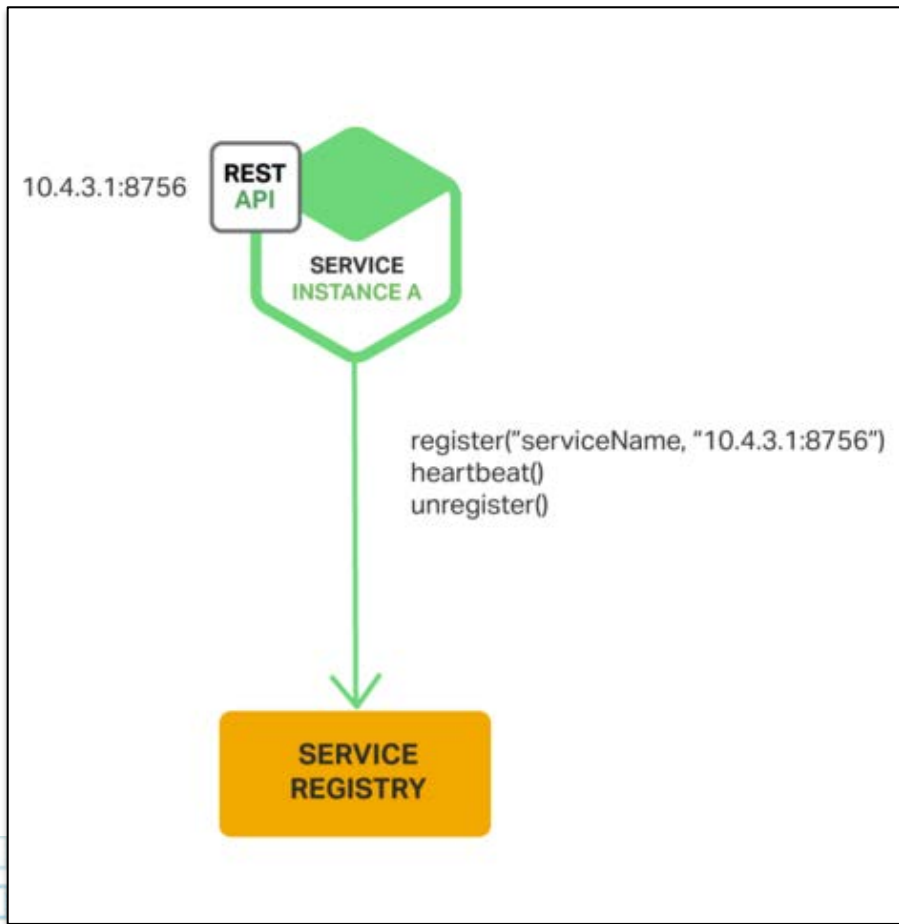 10.4.3.1:8756
REST
API
SERVICE
INSTANCE A
register("serviceName, "10.4.3.1:8756")
heartbeat()
unregister()
SERVICE
REGISTRY